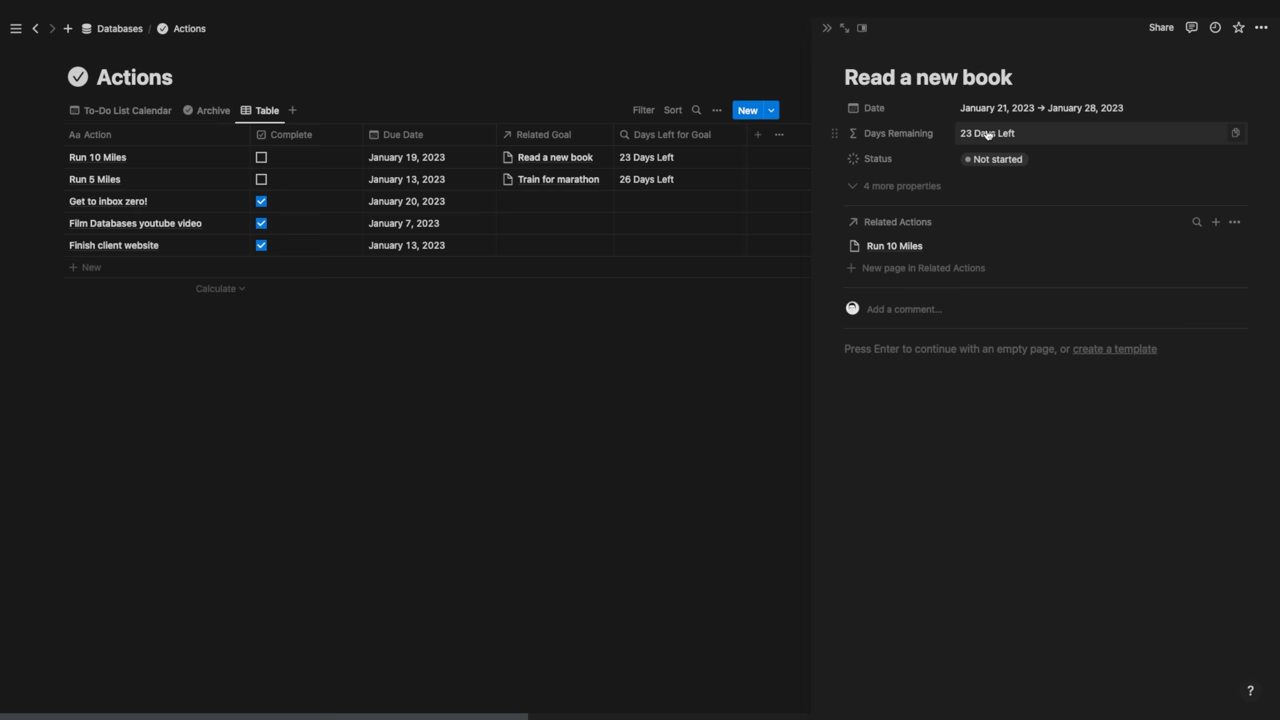 Databases / Actions
Share
Actions
To-Do List Calendar Archive Table
Filter Sort New
Aa Action Complete Due Date Related Goal Days Left for Goal
Run 10 Miles January 19, 2023 Read a new book 23 Days Left
Run 5 Miles January 13, 2023 Train for marathon 26 Days Left
Get to inbox zero! January 20, 2023
Film Databases youtube video January 7, 2023
Finish client website January 13, 2023
New
Calculate
Read a new book
Date January 21, 2023 → January 28, 2023
Days Remaining 23 Days Left
Status Not started
4 more properties
Related Actions
Run 10 Miles
New page in Related Actions
Add a comment...
Press Enter to continue with an empty page, or create a template
?